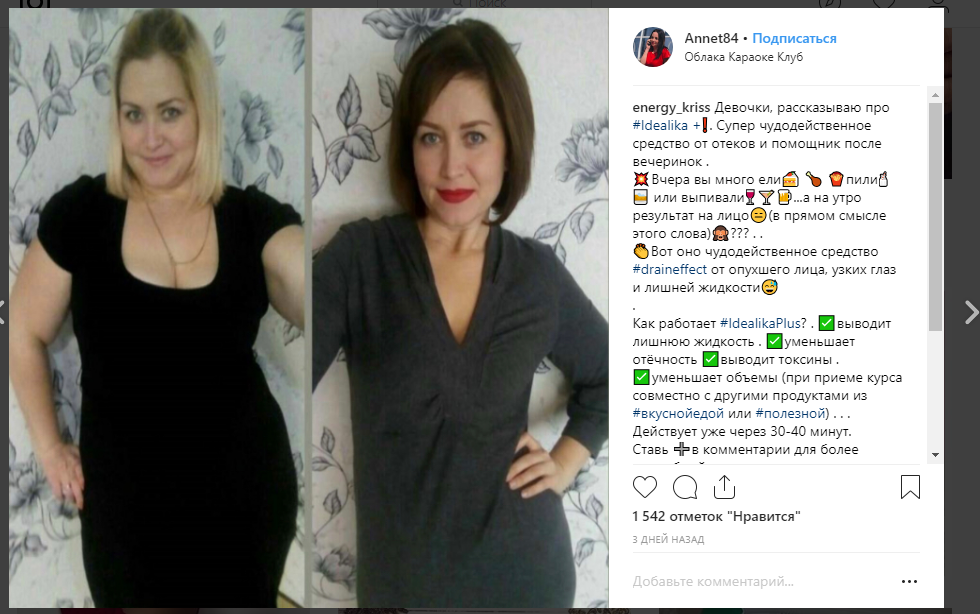 Поиск
Annet84 • Подписаться
Облака Караоке Клуб
energy_kriss Девочки, рассказываю про
#Idealika +❗. Супер чудодейственное
средство от отеков и помощник после
вечеринок .
💥Вчера вы много ели🍰 🍗 🍞пили🍼
🥃 или выпивали🍷🍸🍺...а на утро
результат на лицо😑(в прямом смысле
этого слова)🙈??? . .
👏Вот оно чудодейственное средство
#draineffect от опухшего лица, узких глаз
и лишней жидкости😅
.
Как работает #IdealikaPlus? . ✅выводит
лишнюю жидкость . ✅уменьшает
отёчность ✅выводит токсины .
✅уменьшает объемы (при приеме курса
совместно с другими продуктами из
#вкуснойедой или #полезной) . . .
Действует уже через 30-40 минут.
Ставь ➕в комментарии для более
1 542 отметок "Нравится"
3 ДНЕЙ НАЗАД
Добавьте комментарий...